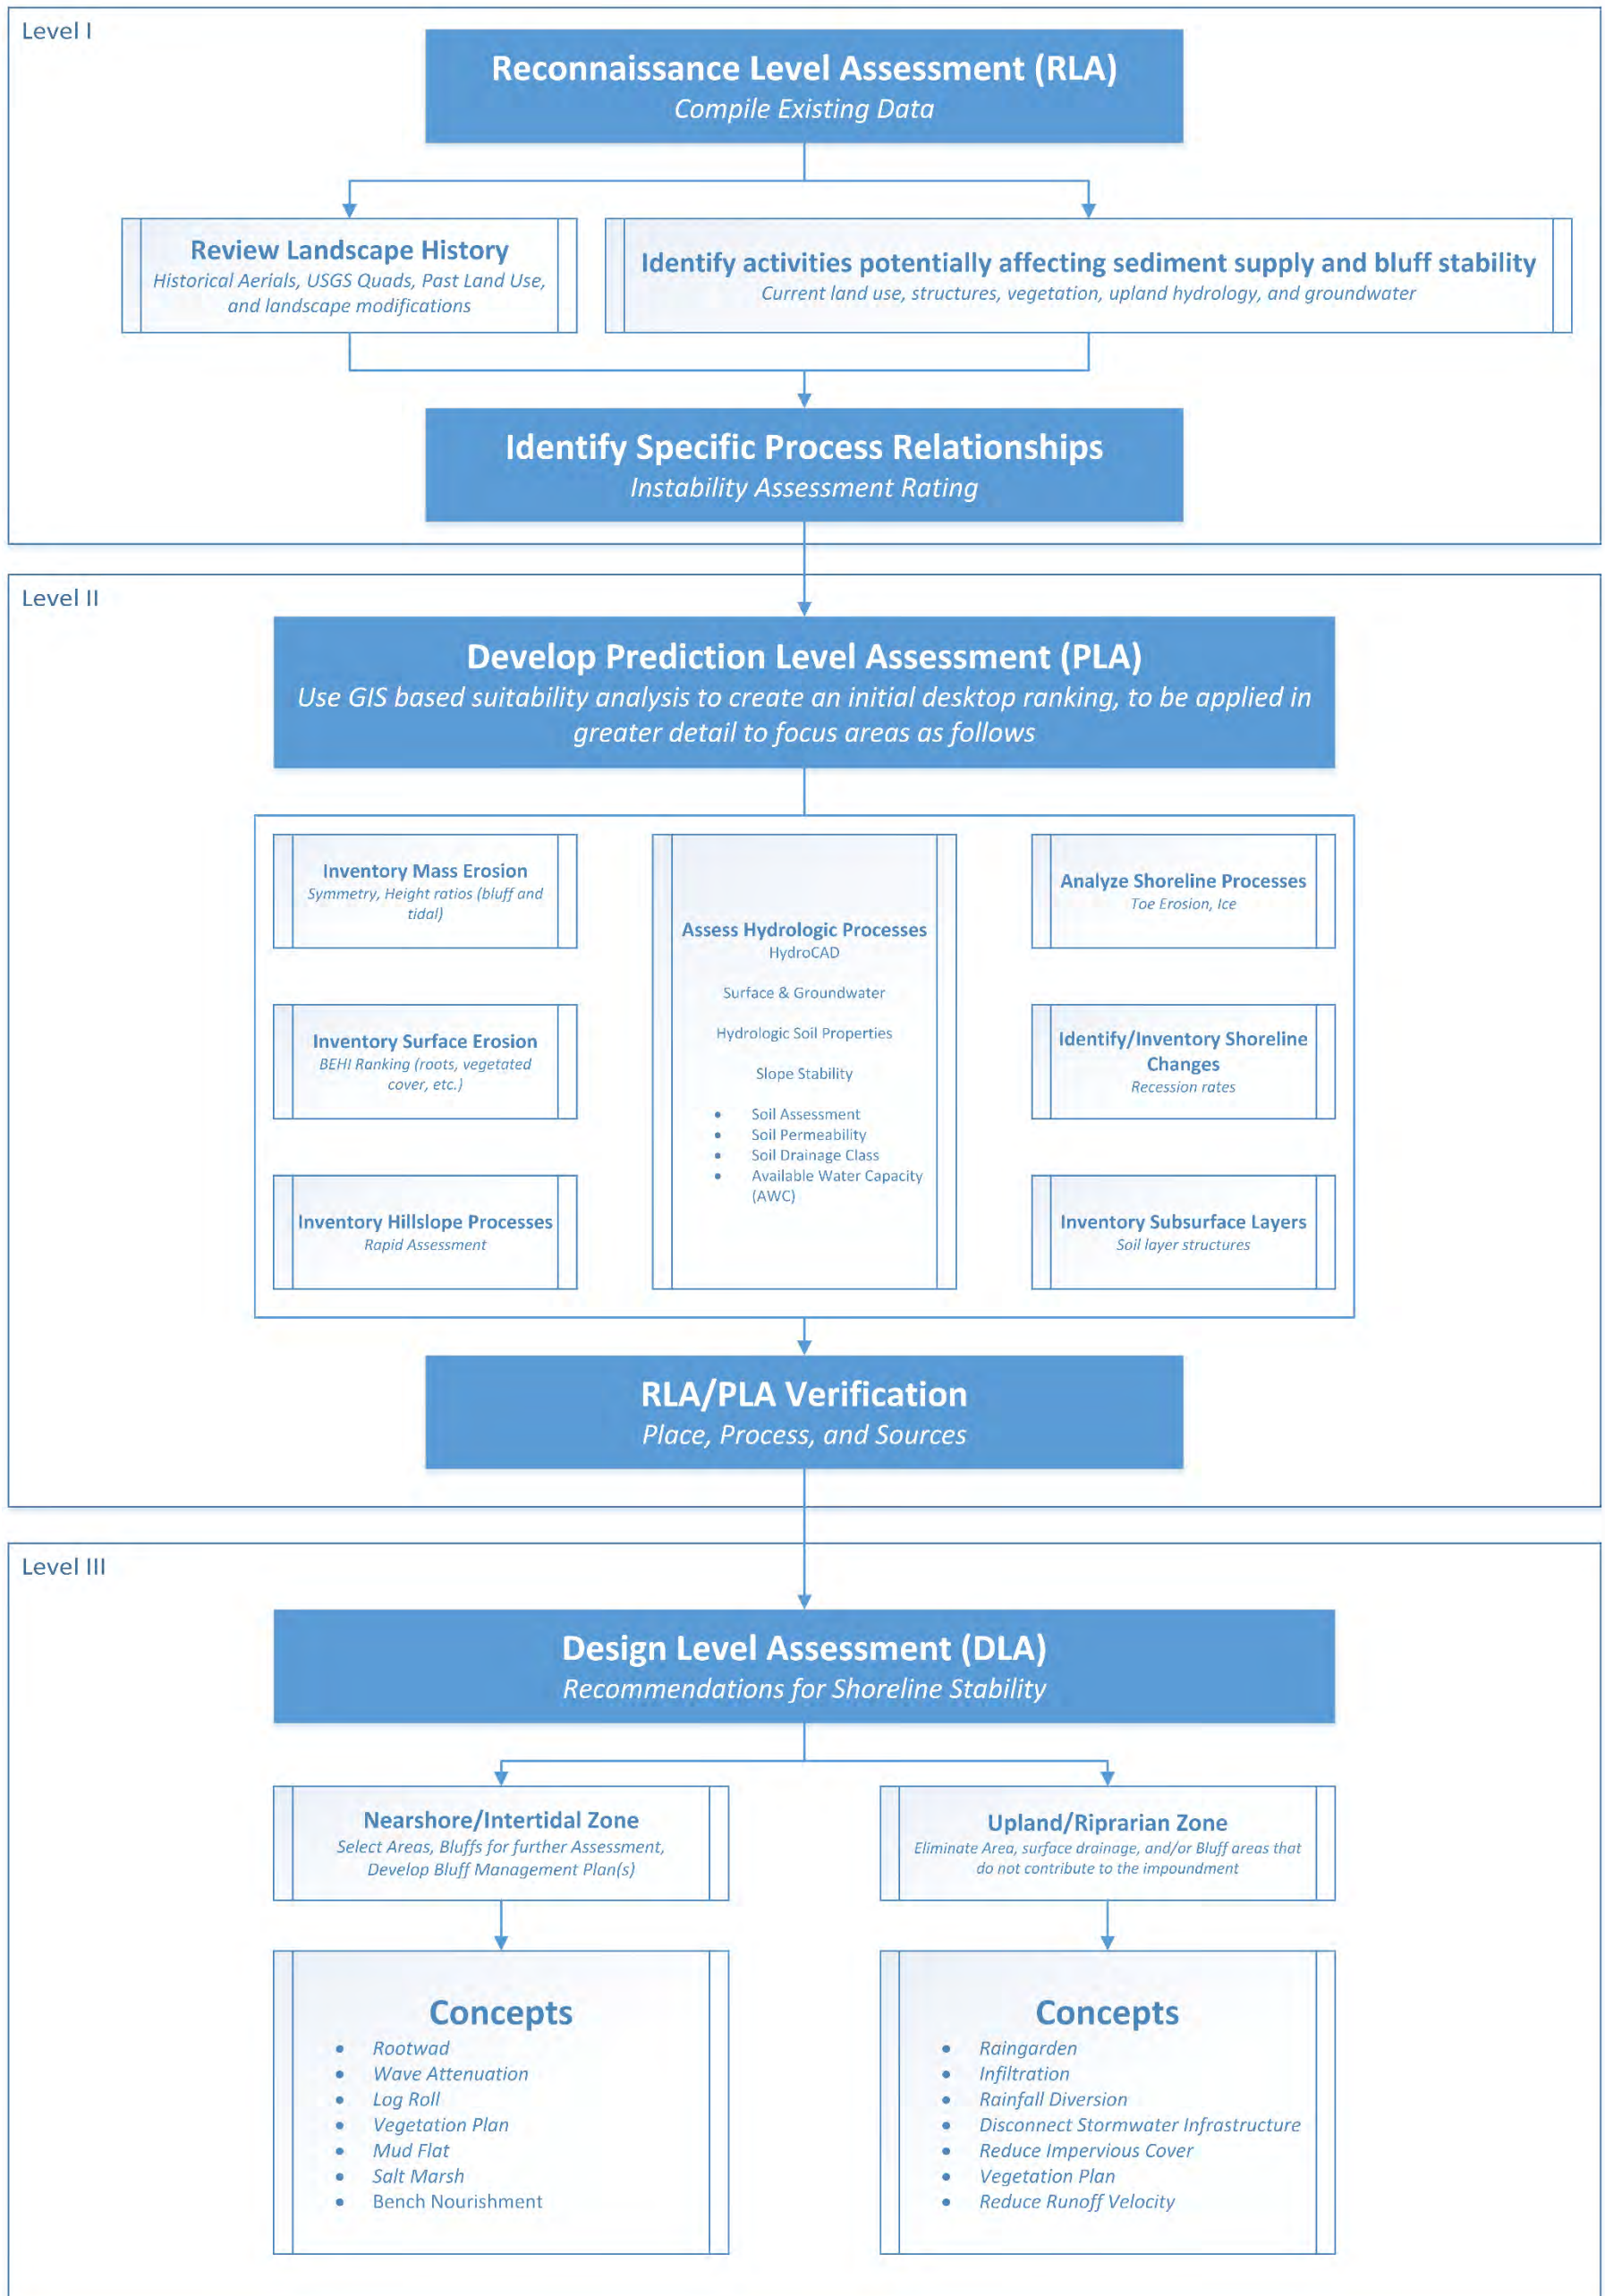 Level I
Reconnaissance Level Assessment (RLA)
Compile Existing Data
Review Landscape History
Historical Aerials, USGS Quads, Past Land Use,
and landscape modifications
Identify activities potentially affecting sediment supply and bluff stability
Current land use, structures, vegetation, upland hydrology, and groundwater
Identify Specific Process Relationships
Instability Assessment Rating
Level II
Develop Prediction Level Assessment (PLA)
Use GIS based suitability analysis to create an initial desktop ranking, to be applied in
greater detail to focus areas as follows
Inventory Mass Erosion
Symmetry, Height ratios (bluff and
tidal)
Inventory Surface Erosion
BEHI Ranking (roots, vegetated
cover, etc.)
Inventory Hillslope Processes
Rapid Assessment
Assess Hydrologic Processes
HydroCAD
Surface & Groundwater
Hydrologic Soil Properties
Slope Stability
• Soil Assessment
• Soil Permeability
• Soil Drainage Class
• Available Water Capacity
(AWC)
Analyze Shoreline Processes
Toe Erosion, Ice
Identify/Inventory Shoreline
Changes
Recession rates
Inventory Subsurface Layers
Soil layer structures
RLA/PLA Verification
Place, Process, and Sources
Level III
Design Level Assessment (DLA)
Recommendations for Shoreline Stability
Nearshore/Intertidal Zone
Select Areas, Bluffs for further Assessment,
Develop Bluff Management Plan(s)
Concepts
• Rootwad
• Wave Attenuation
• Log Roll
• Vegetation Plan
• Mud Flat
• Salt Marsh
• Bench Nourishment
Upland/Riprarian Zone
Eliminate Area, surface drainage, and/or Bluff areas that
do not contribute to the impoundment
Concepts
• Raingarden
• Infiltration
• Rainfall Diversion
• Disconnect Stormwater Infrastructure
• Reduce Impervious Cover
• Vegetation Plan
• Reduce Runoff Velocity